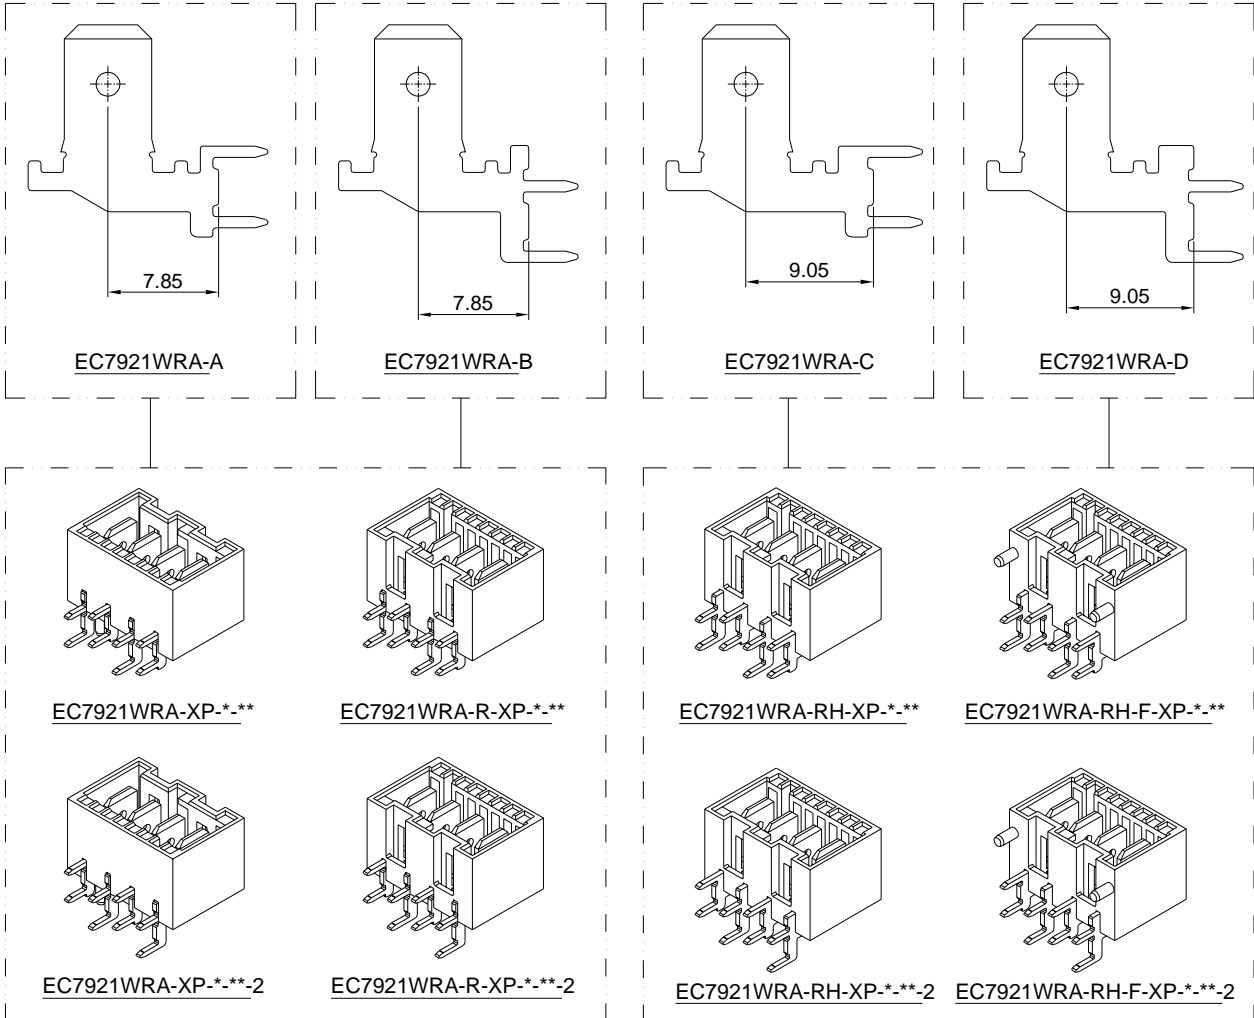 7.85
7.85
9.05
9.05
EC7921WRA-A
EC7921WRA-B
EC7921WRA-C
EC7921WRA-D
EC7921WRA-XP-*-**
EC7921WRA-R-XP-*-**
EC7921WRA-RH-XP-*-**
EC7921WRA-RH-F-XP-*-**
EC7921WRA-XP-*-**-2
EC7921WRA-R-XP-*-**-2
EC7921WRA-RH-XP-*-**-2
EC7921WRA-RH-F-XP-*-**-2